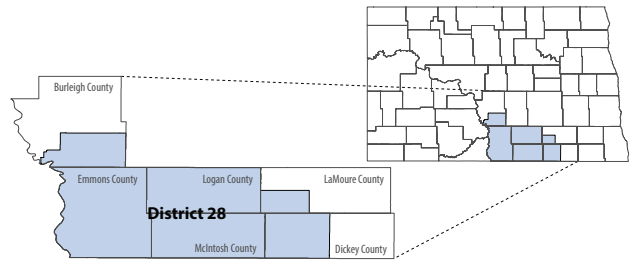 Burleigh County
Emmons County
Logan County
LaMoure County
District 28
McIntosh County
Dickey County